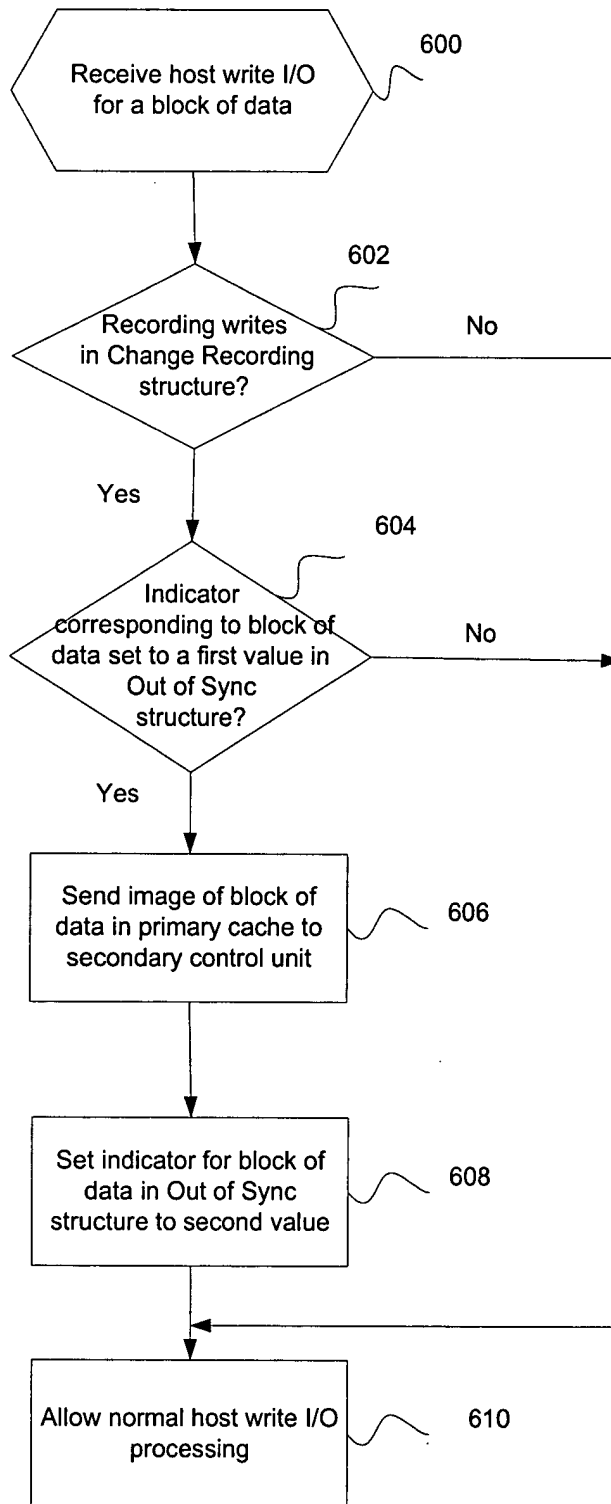 Receive host write I/O
for a block of data
600
602
Recording writes
in Change Recording
structure?
No
Yes
604
Indicator
corresponding to block of
data set to a first value in
Out of Sync
structure?
No
Yes
Send image of block of
data in primary cache to
secondary control unit
606
Set indicator for block of
data in Out of Sync
structure to second value
608
Allow normal host write I/O
processing
610